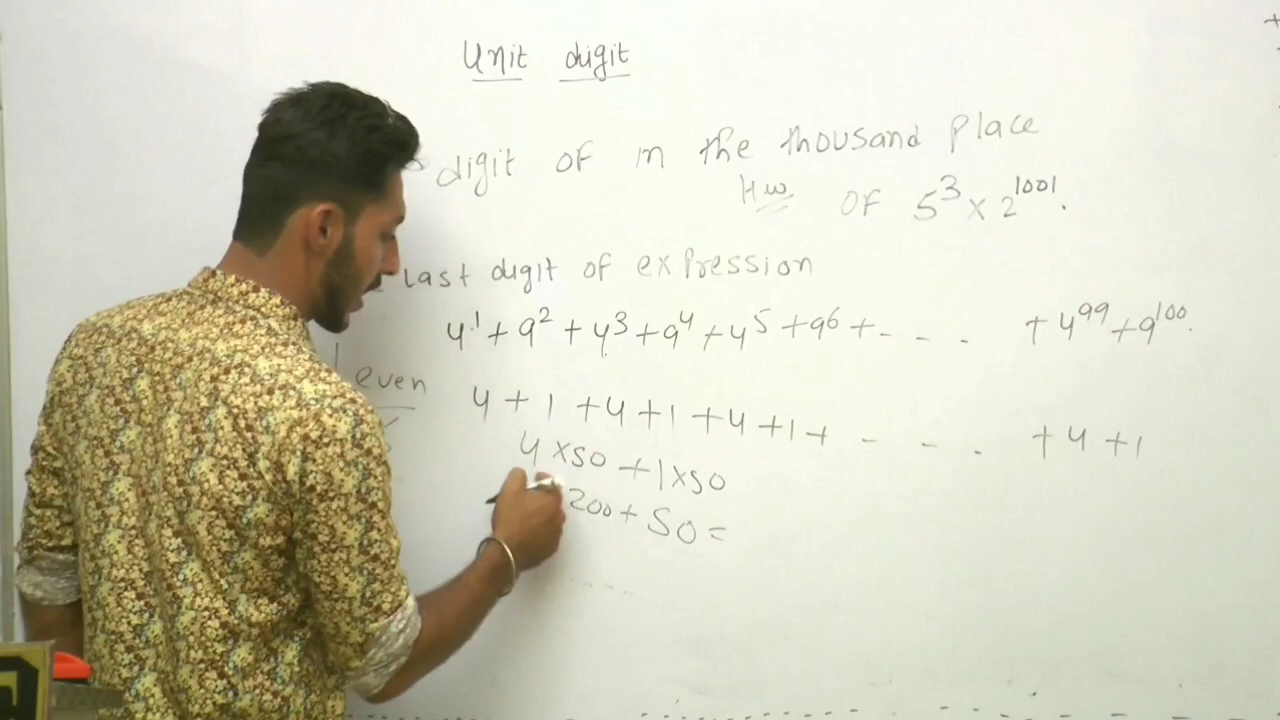 Unit digit
digit of in the thousand place
H.w of 5³ × 2¹⁰⁰¹.
last digit of expression
4¹ + 9² + 4³ + 9⁴ + 4⁵ + 9⁶ + - - - + 4⁹⁹ + 9¹⁰⁰.
even 4 + 1 + 4 + 1 + 4 + 1 + - - - + 4 + 1
4 × 50 + 1 × 50
200 + 50 =